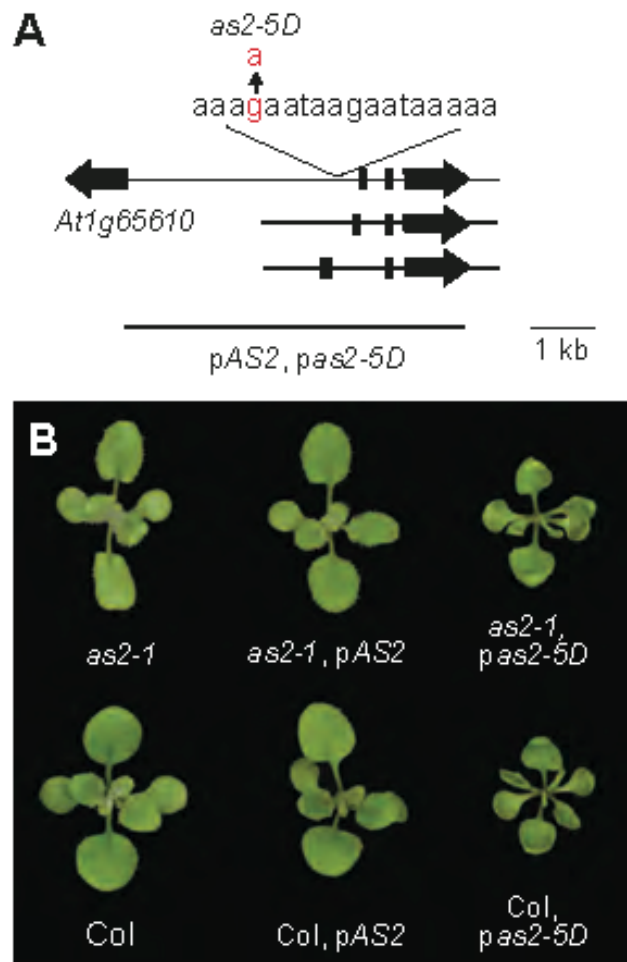 A
as2-5D
a
aaagaataagaataaaaa
At1g65610
pAS2, pas2-5D
1 kb
B
as2-1
as2-1, pAS2
as2-1,
pas2-5D
Col
Col, pAS2
Col,
pas2-5D